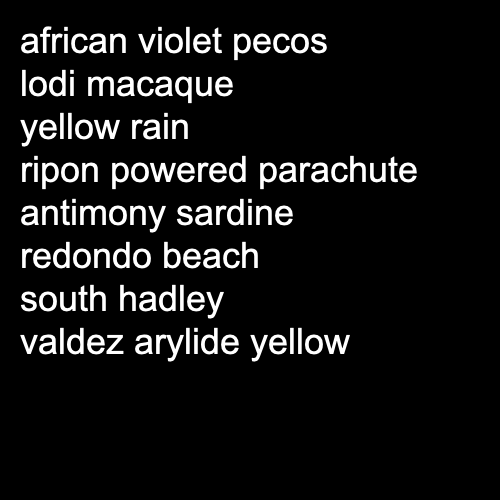 african violet pecos
lodi macaque
yellow rain
ripon powered parachute
antimony sardine
redondo beach
south hadley
valdez arylide yellow